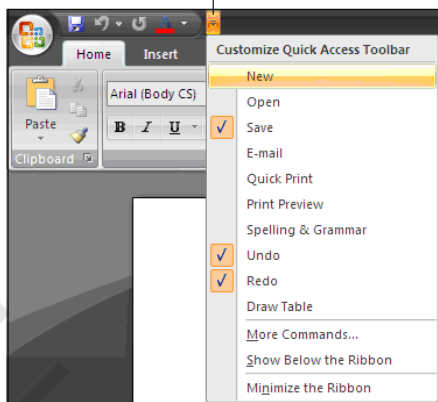 Home Insert
Customize Quick Access Toolbar
New
Arial (Body CS)
Open
Paste
B I U
Save
E-mail
Clipboard
Quick Print
Print Preview
Spelling & Grammar
Undo
Redo
Draw Table
More Commands...
Show Below the Ribbon
Minimize the Ribbon